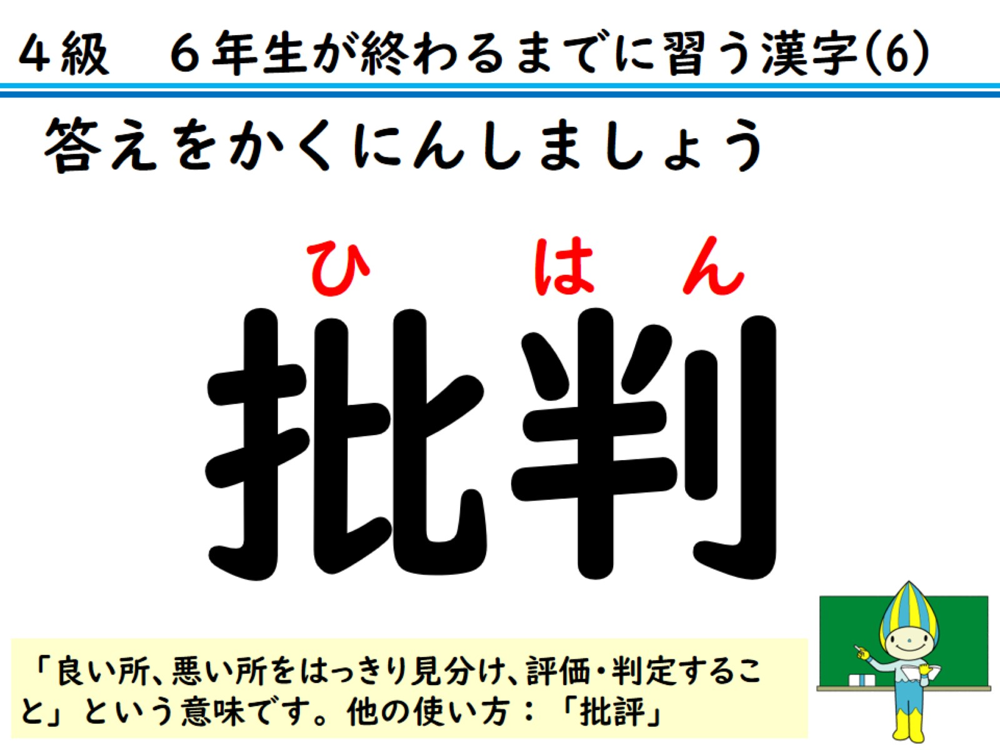 ４級　６年生が終わるまでに習う漢字(6)
答えをかくにんしましょう
ひ　はん
批判
「良い所、悪い所をはっきり見分け、評価・判定するこ
と」という意味です。他の使い方：「批評」